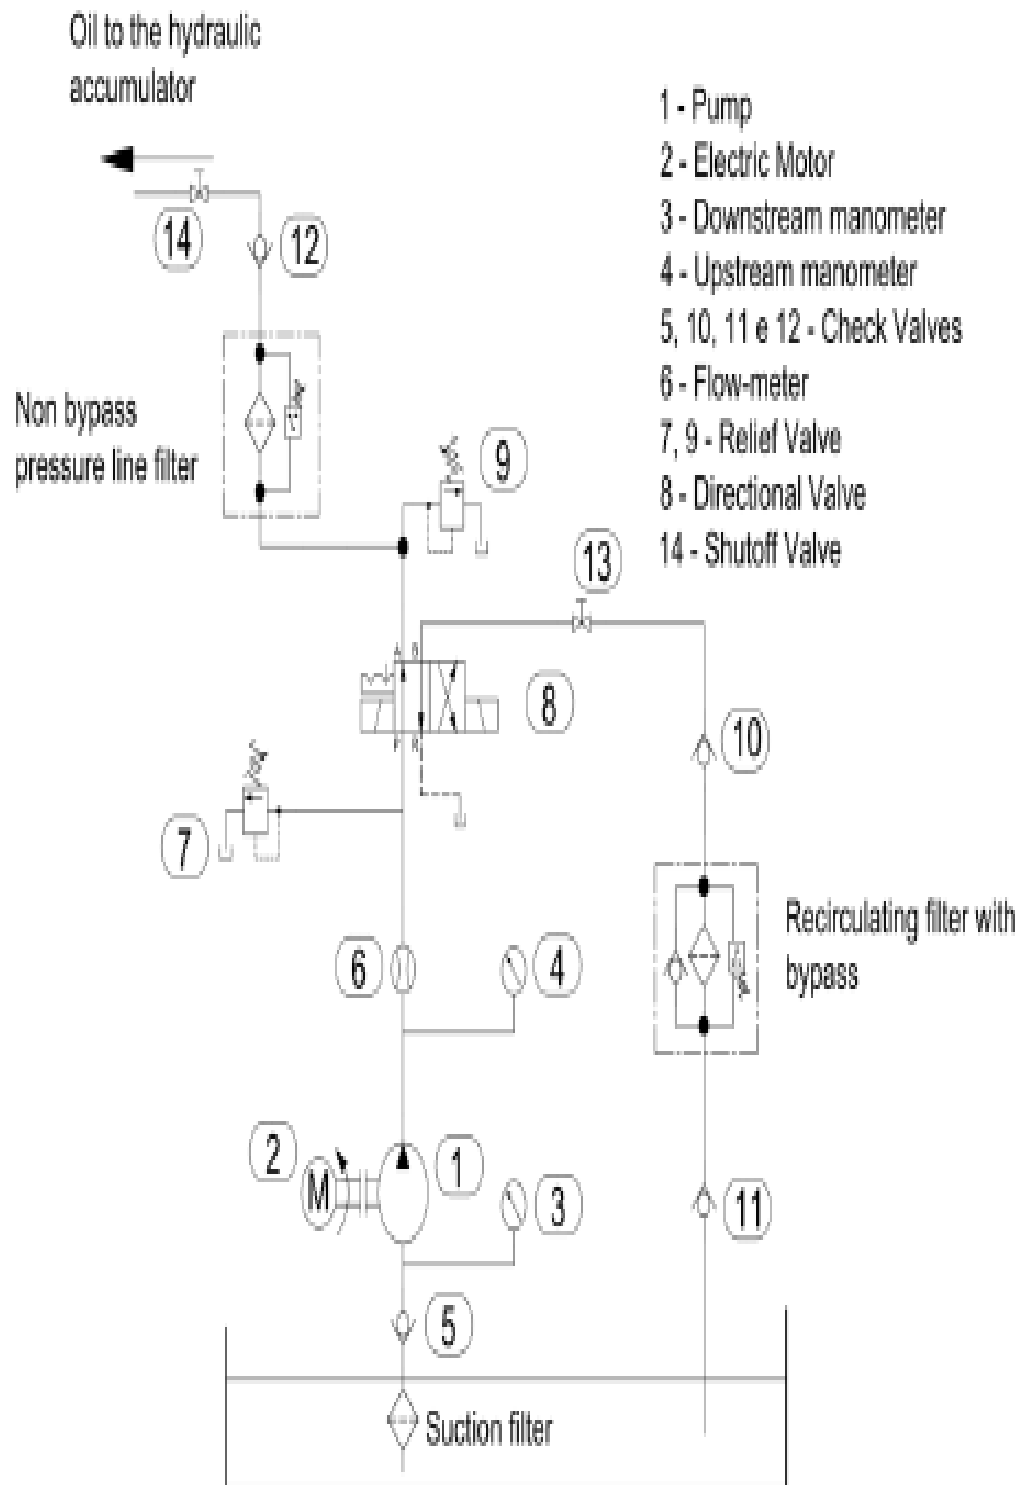 Oil to the hydraulic
accumulator
1 - Pump
2 - Electric Motor
3 - Downstream manometer
4 - Upstream manometer
5, 10, 11 e 12 - Check Valves
6 - Flow-meter
7, 9 - Relief Valve
8 - Directional Valve
14 - Shutoff Valve
14
12
Non bypass
pressure line filter
9
13
A B
8
10
7
Recirculating filter with
bypass
6
4
2
1
M
3
11
5
Suction filter